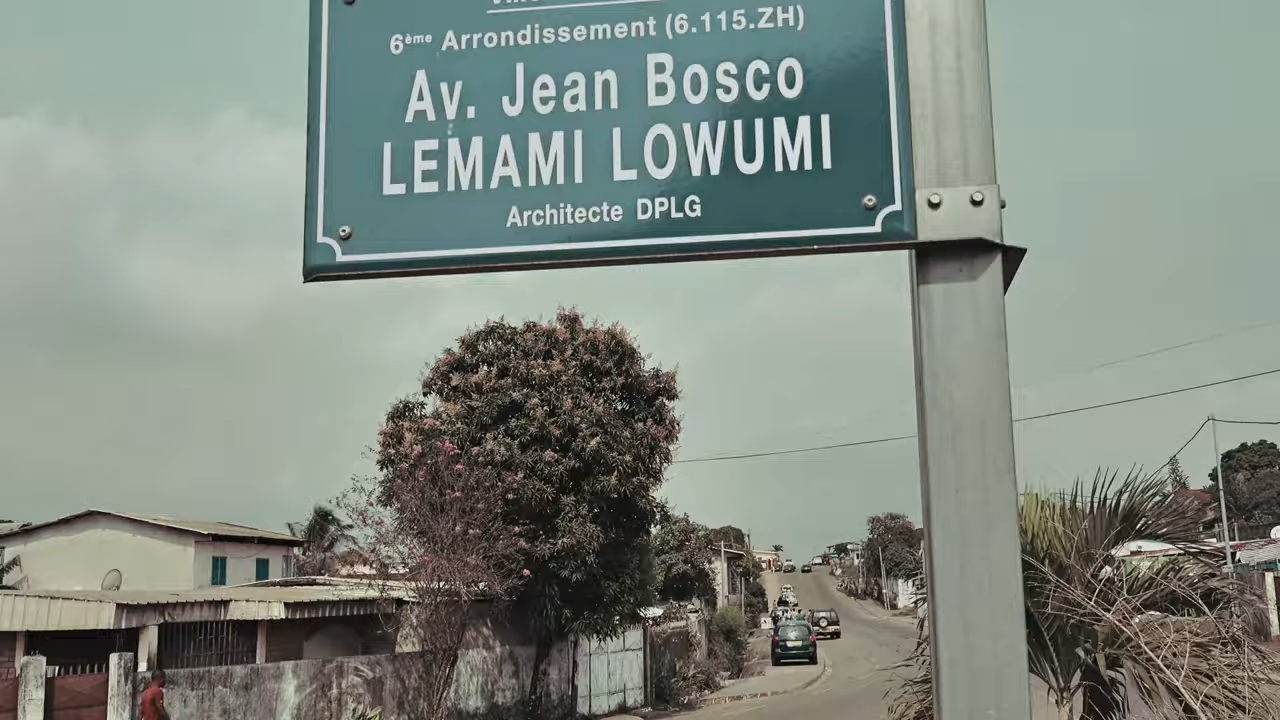 6ème Arrondissement (6.115.ZH)
Av. Jean Bosco
LEMAMI LOWUMI
Architecte DPLG